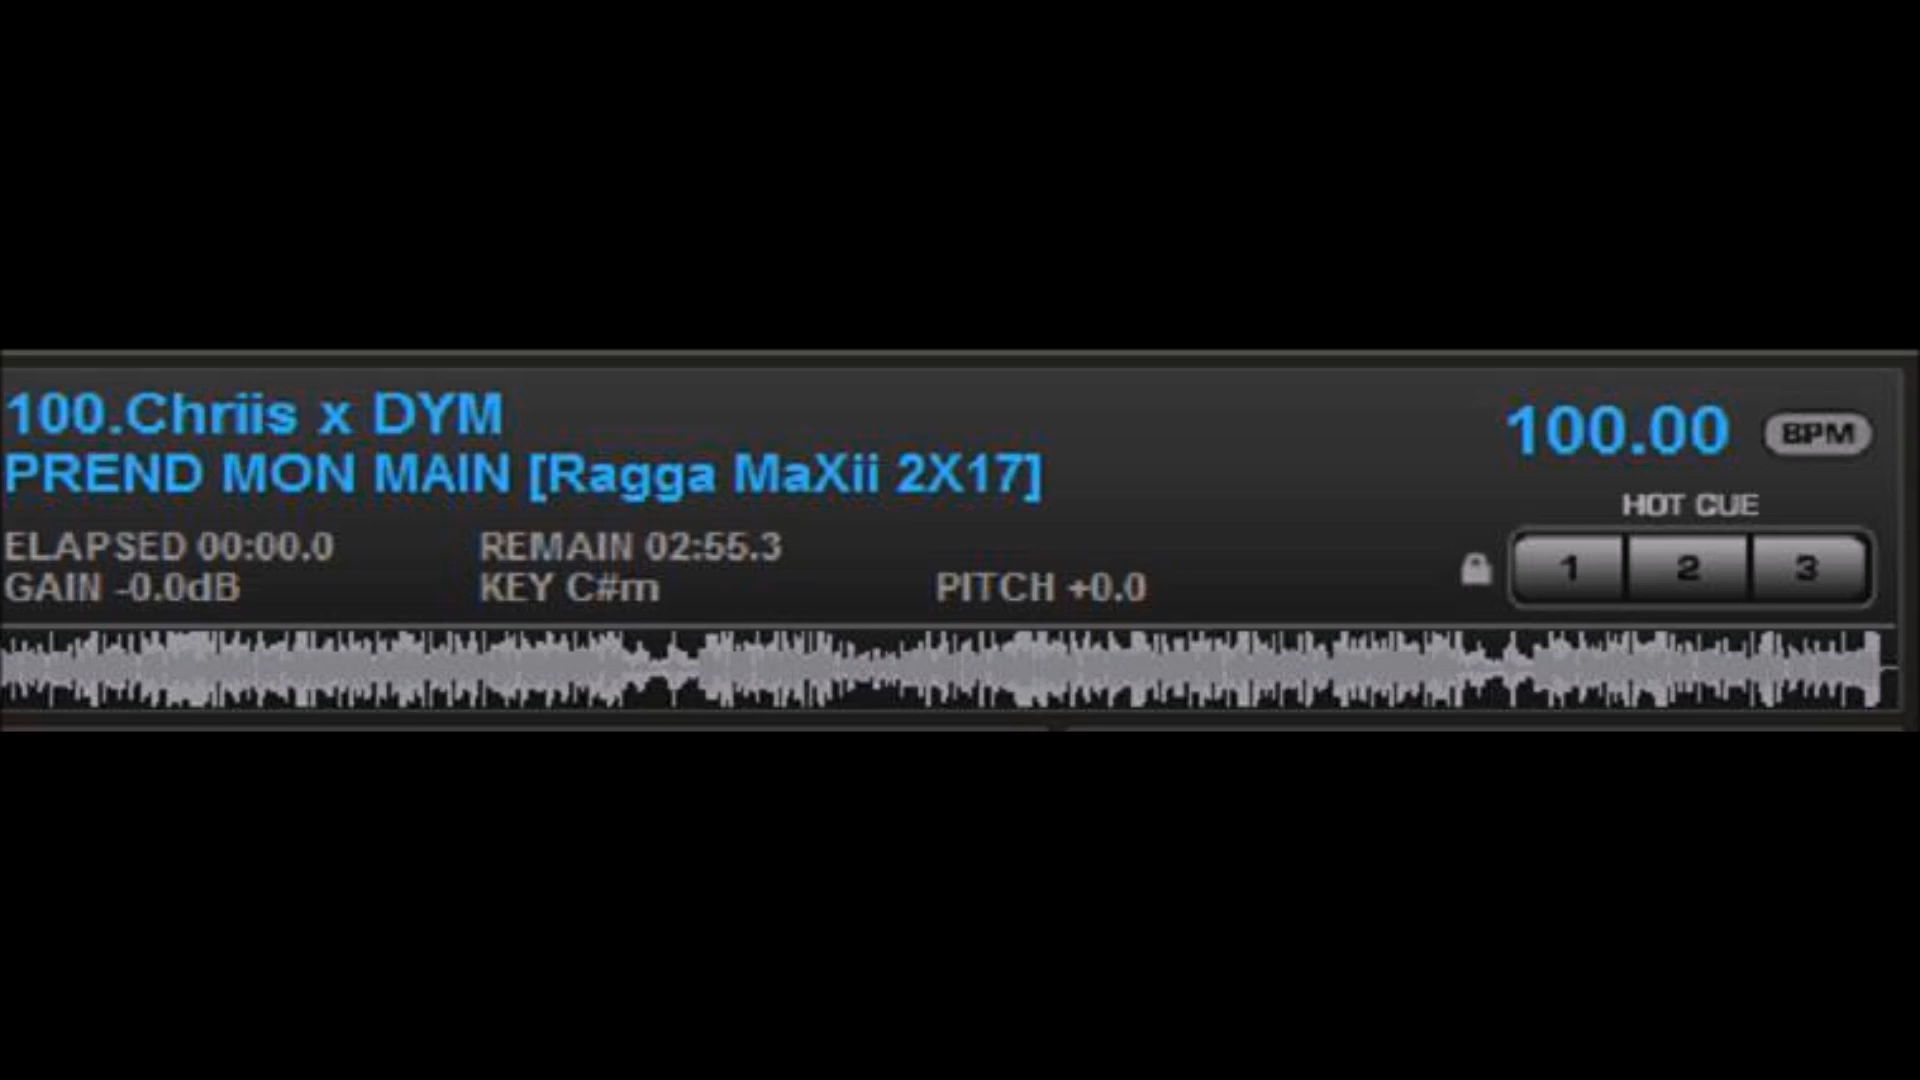 100.Chriis x DYM
100.00 BPM
PREND MON MAIN [Ragga MaXii 2X17]
HOT CUE
ELAPSED 00:00.0 REMAIN 02:55.3
1 2 3
GAIN -0.0dB KEY C#m PITCH +0.0